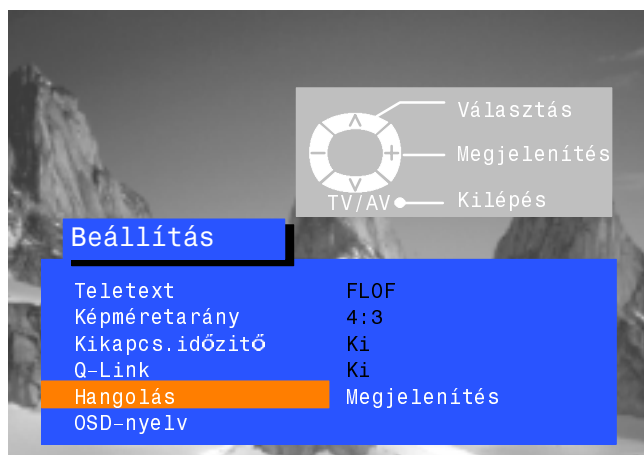 Választás
Megjelenítés
TV/AV Kilépés
Beállítás
Teletext FLOF
Képméretarány 4:3
Kikapcs.időzitő Ki
Q-Link Ki
Hangolás Megjelenítés
OSD-nyelv